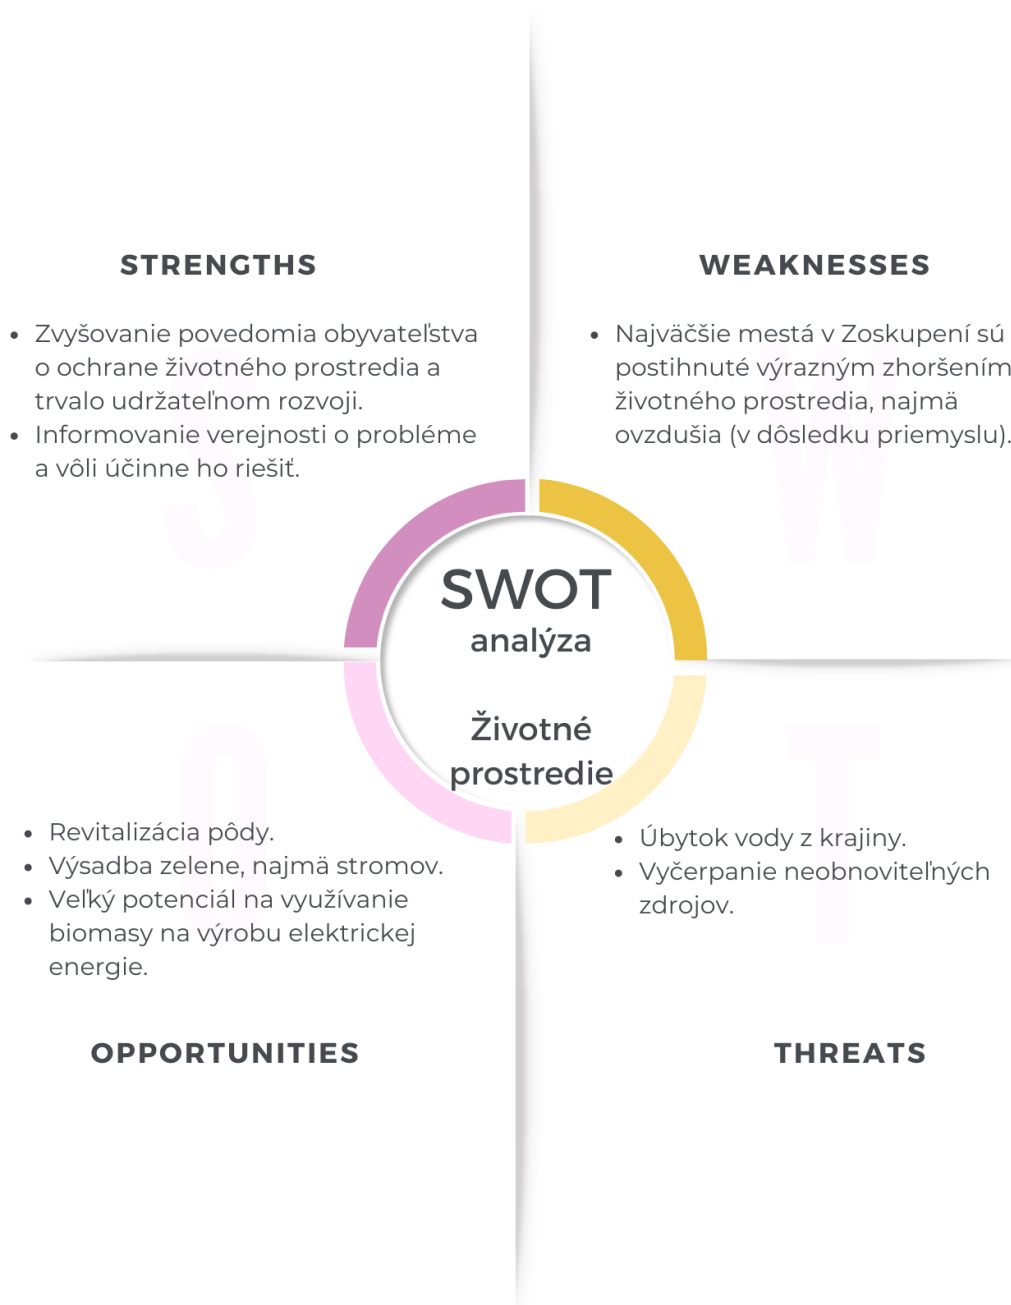 STRENGTHS
• Zvyšovanie povedomia obyvateľstva
o ochrane životného prostredia a
trvalo udržateľnom rozvoji.
• Informovanie verejnosti o probléme
a vôli účinne ho riešiť.
S
WEAKNESSES
• Najväčšie mestá v Zoskupení sú
postihnuté výrazným zhoršením
životného prostredia, najmä
ovzdušia (v dôsledku priemyslu).
W
SWOT
analýza
Životné
prostredie
O
• Revitalizácia pôdy.
• Výsadba zelene, najmä stromov.
• Veľký potenciál na využívanie
biomasy na výrobu elektrickej
energie.
OPPORTUNITIES
T
• Úbytok vody z krajiny.
• Vyčerpanie neobnoviteľných
zdrojov.
THREATS